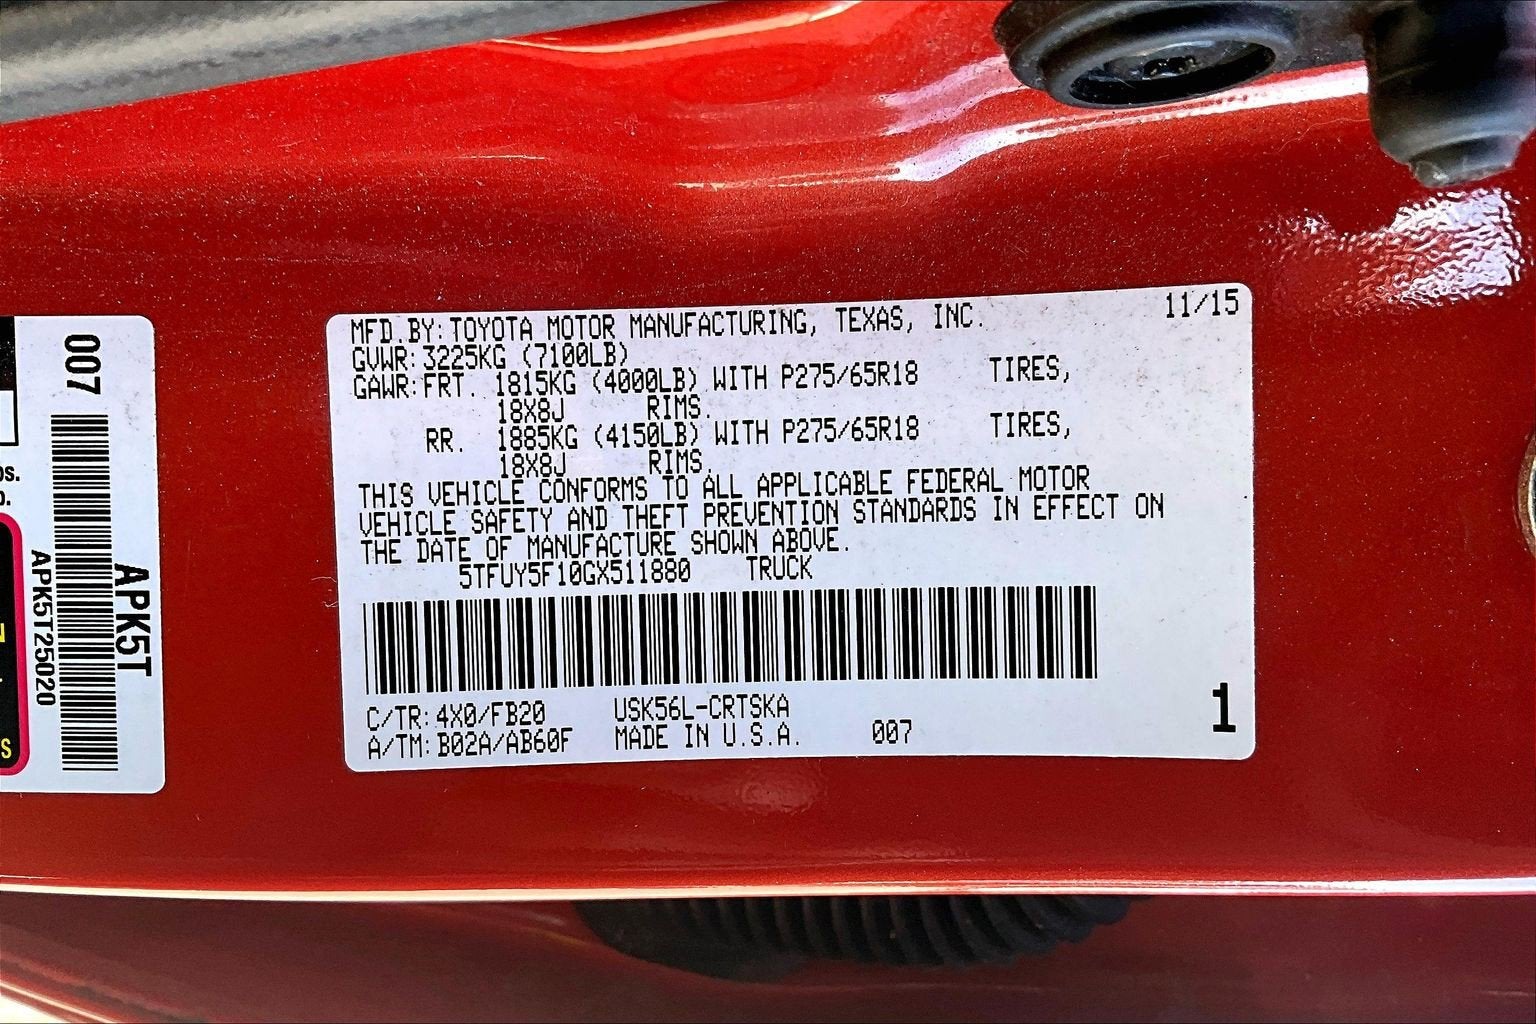 MFD.BY: TOYOTA MOTOR MANUFACTURING, TEXAS, INC. 11/15
GVWR: 3225KG (7100LB)
GAWR: FRT. 1815KG (4000LB) WITH P275/65R18 TIRES,
18X8J RIMS.
RR. 1885KG (4150LB) WITH P275/65R18 TIRES,
18X8J RIMS.
THIS VEHICLE CONFORMS TO ALL APPLICABLE FEDERAL MOTOR
VEHICLE SAFETY AND THEFT PREVENTION STANDARDS IN EFFECT ON
THE DATE OF MANUFACTURE SHOWN ABOVE.
5TFUY5F10GX511880 TRUCK
C/TR: 4X0/FB20 USK56L-CRTSKA
A/TM: B02A/AB60F MADE IN U.S.A. 007
1
007
APK5T
APK5T25020